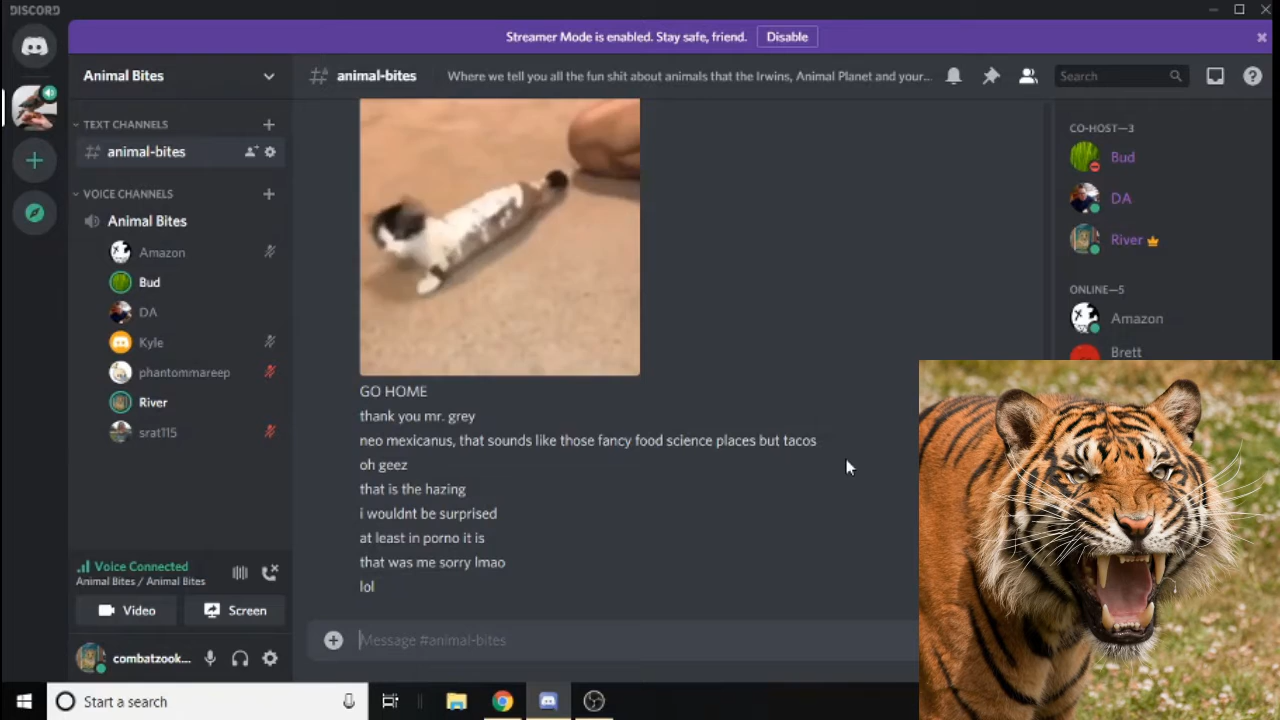 DISCORD
Streamer Mode is enabled. Stay safe, friend. Disable
Animal Bites
animal-bites
Where we tell you all the fun shit about animals that the Irwins, Animal Planet and your...
Search
TEXT CHANNELS
animal-bites
VOICE CHANNELS
Animal Bites
Amazon
Bud
DA
Kyle
phantommareep
River
srat115
Voice Connected
Animal Bites / Animal Bites
Video
Screen
combatzook...
GO HOME
thank you mr. grey
neo mexicanus, that sounds like those fancy food science places but tacos
oh geez
that is the hazing
i wouldnt be surprised
at least in porno it is
that was me sorry lmao
lol
Message #animal-bites
CO-HOST—3
Bud
DA
River
ONLINE—5
Amazon
Brett
Start a search